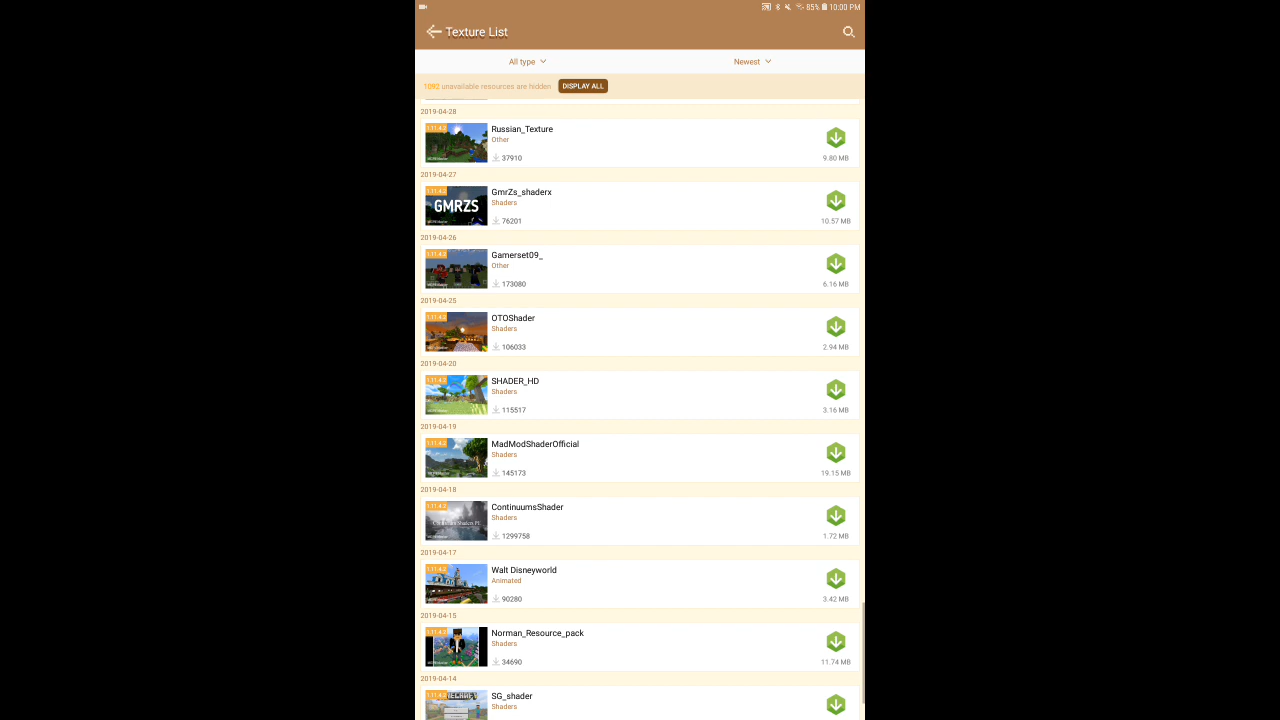 85% 10:00 PM
Texture List
All type Newest
1092 unavailable resources are hidden DISPLAY ALL
2019-04-28
1.11.4.2
Russian_Texture
Other
37910
9.80 MB
2019-04-27
1.11.4.2
GMRZS
GmrZs_shaderx
Shaders
76201
10.57 MB
2019-04-26
1.11.4.2
Gamerset09_
Other
173080
6.16 MB
2019-04-25
1.11.4.2
OTOShader
Shaders
106033
2.94 MB
2019-04-20
1.11.4.2
SHADER_HD
Shaders
115517
3.16 MB
2019-04-19
1.11.4.2
MadModShaderOfficial
Shaders
145173
19.15 MB
2019-04-18
1.11.4.2
ContinuumsShader
Shaders
1299758
1.72 MB
2019-04-17
1.11.4.2
Walt Disneyworld
Animated
90280
3.42 MB
2019-04-15
1.11.4.2
Norman_Resource_pack
Shaders
34690
11.74 MB
2019-04-14
1.11.4.2
SG_shader
Shaders